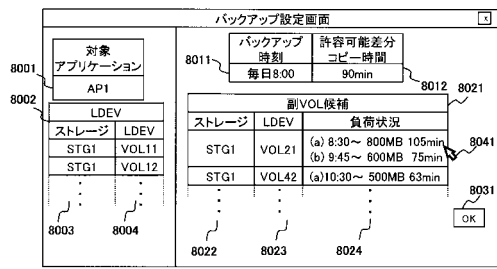 バックアップ設定画面 x
対象
アプリケーション
AP1
8001
8002
LDEV
ストレージ LDEV
STG1 VOL11
STG1 VOL12
8003 8004
バックアップ
時刻
許容可能差分
コピー時間
毎日8:00 90min
8011
8012
8021
副VOL候補
ストレージ LDEV 負荷状況
STG1 VOL21 (a) 8:30～ 800MB 105min
(b) 9:45～ 600MB 75min
STG1 VOL42 (a)10:30～ 500MB 63min
8041
8031
OK
8022 8023 8024